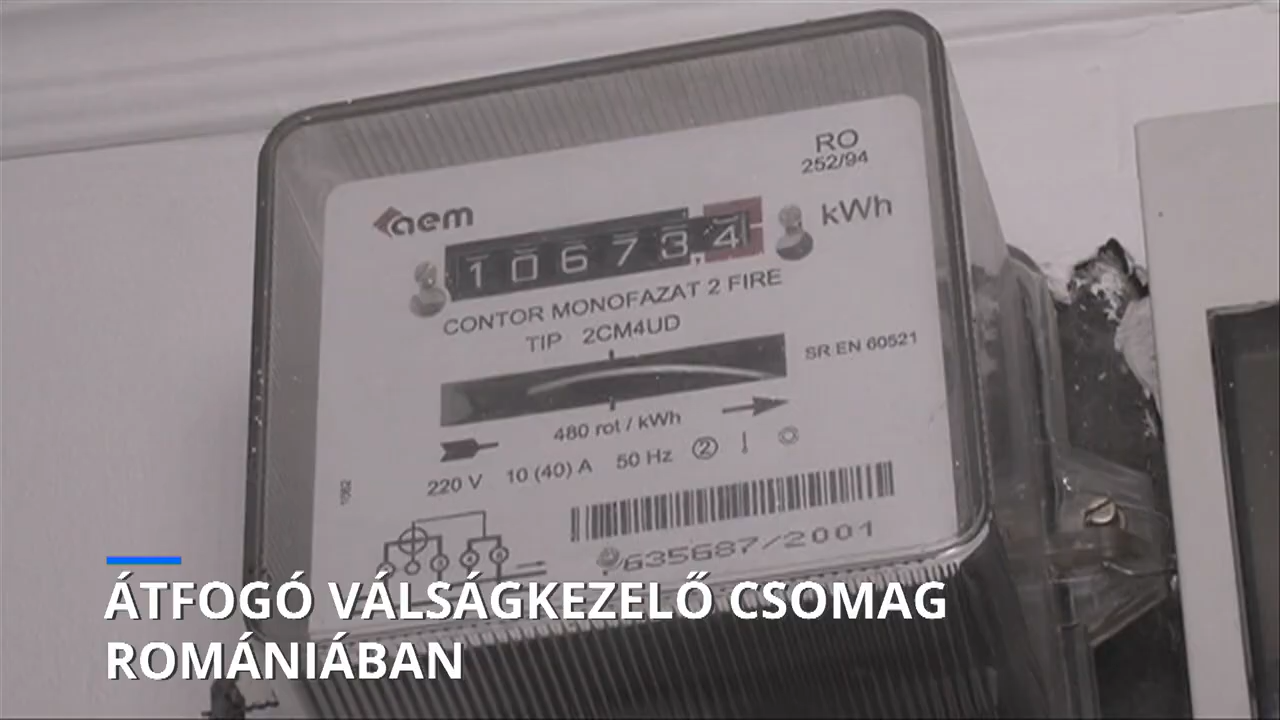 RO
252/94
aem
106734
kWh
CONTOR MONOFAZAT 2 FIRE
TIP 2CM4UD
SR EN 60521
480 rot / kWh
220 V 10 (40) A 50 Hz 2
1082
635687/2001
ÁTFOGÓ VÁLSÁGKEZELŐ CSOMAG
ROMÁNIÁBAN